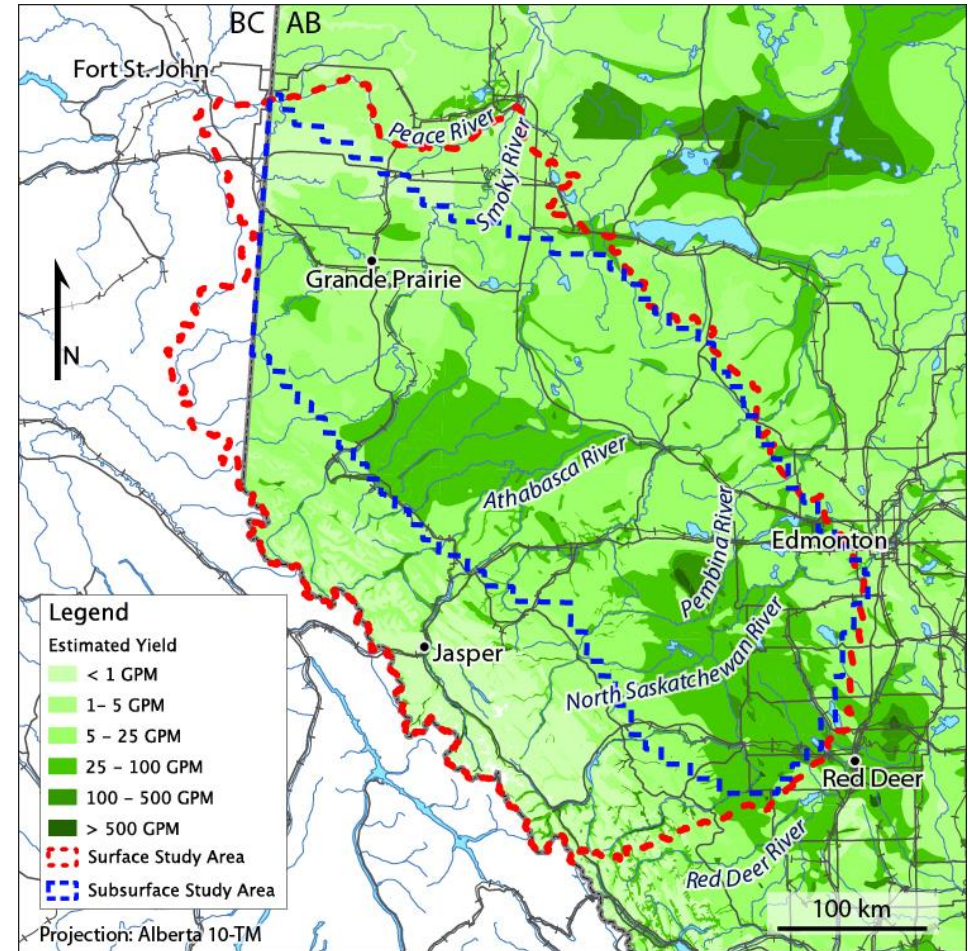 BC AB
Fort St. John
Peace River
Smoky River
Grande Prairie
N
Athabasca River
Pembina River
Edmonton
North Saskatchewan River
Jasper
Red Deer
Red Deer River
Legend
Estimated Yield
< 1 GPM
1– 5 GPM
5 – 25 GPM
25 – 100 GPM
100 – 500 GPM
> 500 GPM
Surface Study Area
Subsurface Study Area
Projection: Alberta 10-TM
100 km